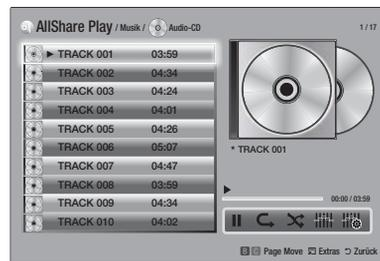 AllShare Play / Musik / Audio-CD 1 / 17
► TRACK 001 03:59
TRACK 002 04:34
TRACK 003 04:24
TRACK 004 04:01
TRACK 005 04:26
TRACK 006 05:07
TRACK 007 04:47
TRACK 008 03:59
TRACK 009 04:34
TRACK 010 04:02
* TRACK 001
00:00 / 03:59
B C Page Move Extras Zurück